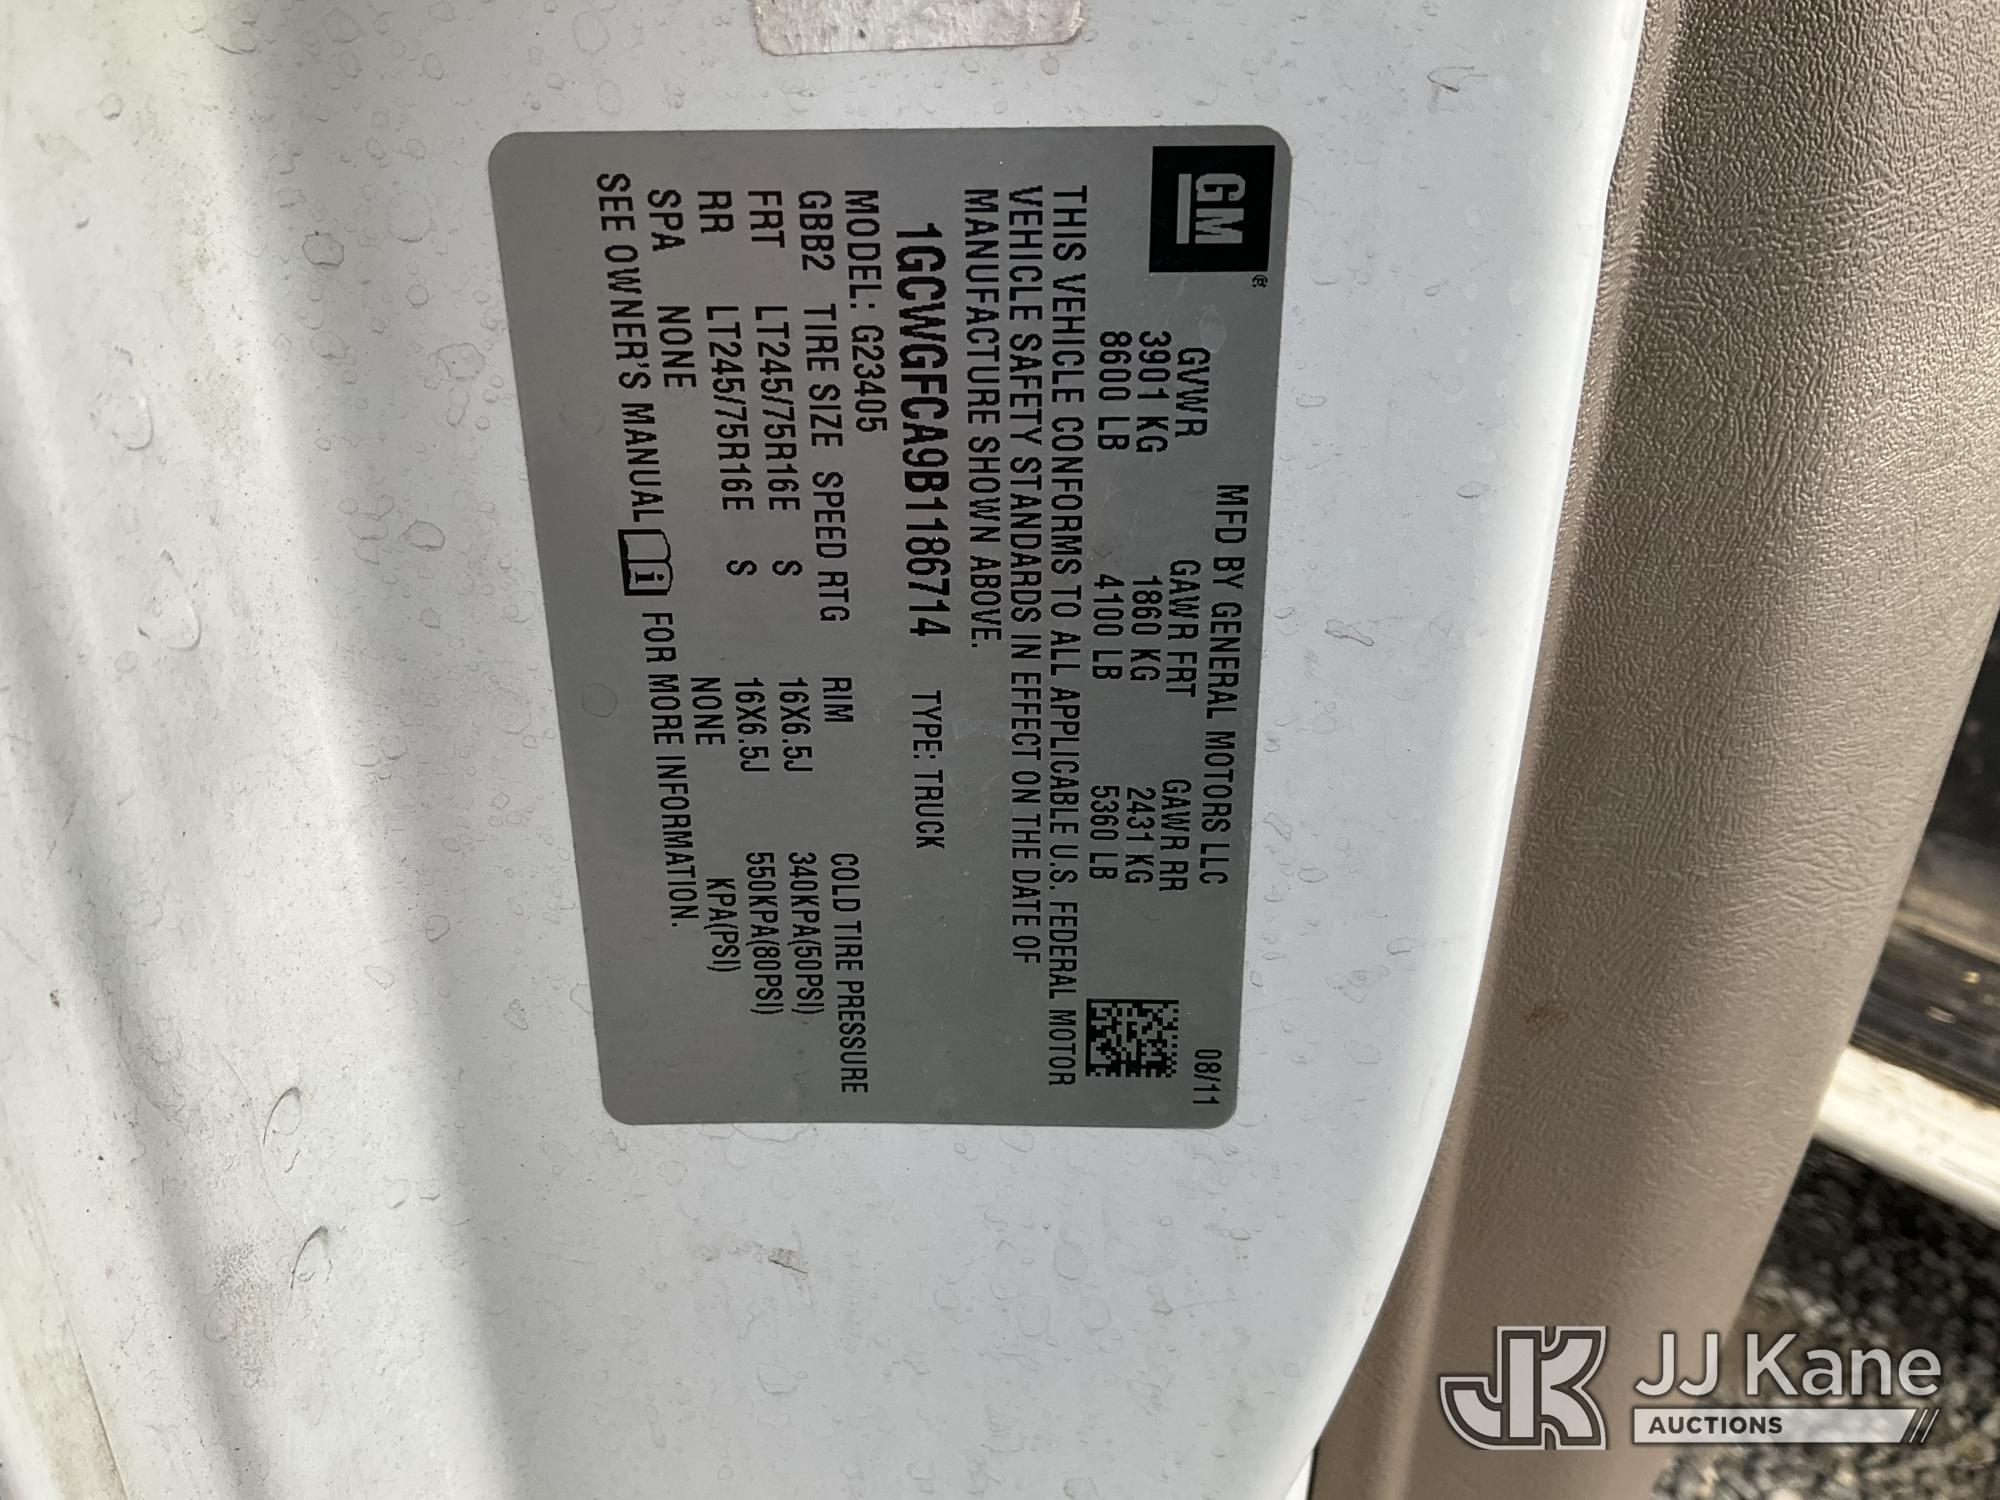 GM
MFD BY GENERAL MOTORS LLC 08/11
GVWR GAWR FRT GAWR RR
3901 KG 1860 KG 2431 KG
8600 LB 4100 LB 5360 LB
THIS VEHICLE CONFORMS TO ALL APPLICABLE U.S. FEDERAL MOTOR
VEHICLE SAFETY STANDARDS IN EFFECT ON THE DATE OF
MANUFACTURE SHOWN ABOVE.
1GCWGFCA9B1186714 TYPE: TRUCK
MODEL: G23405
GBB2 TIRE SIZE SPEED RTG RIM COLD TIRE PRESSURE
FRT LT245/75R16E S 16X6.5J 340KPA(50PSI)
RR LT245/75R16E S 16X6.5J 550KPA(80PSI)
SPA NONE NONE KPA(PSI)
SEE OWNER'S MANUAL i FOR MORE INFORMATION.
JK JJ Kane
AUCTIONS